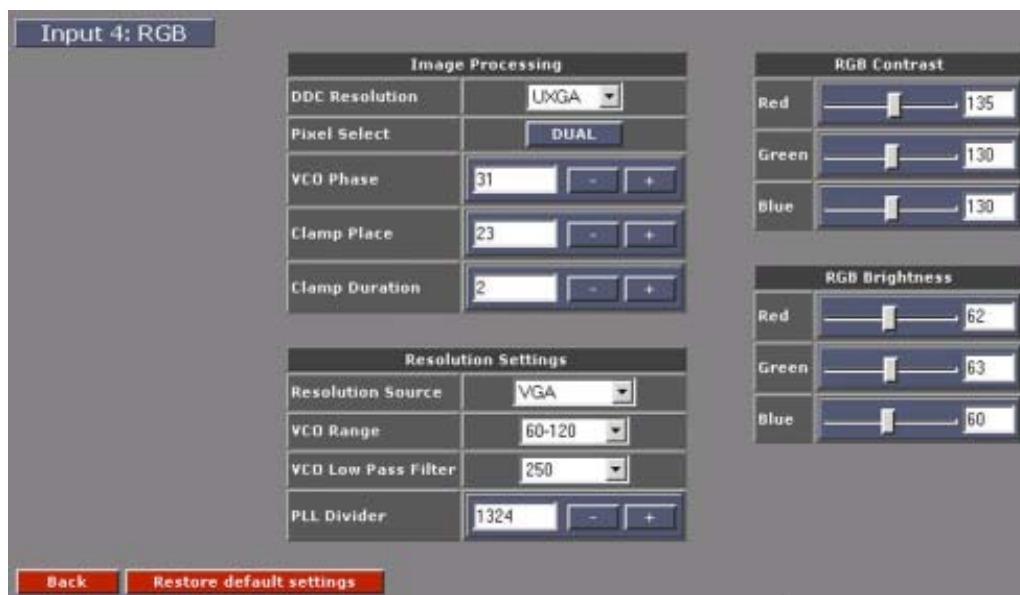 Input 4: RGB
Image Processing
DDC Resolution UXGA
Pixel Select DUAL
VCO Phase 31 - +
Clamp Place 23 - +
Clamp Duration 2 - +
Resolution Settings
Resolution Source VGA
VCO Range 60-120
VCO Low Pass Filter 250
PLL Divider 1324 - +
RGB Contrast
Red 135
Green 130
Blue 130
RGB Brightness
Red 62
Green 63
Blue 60
Back Restore default settings